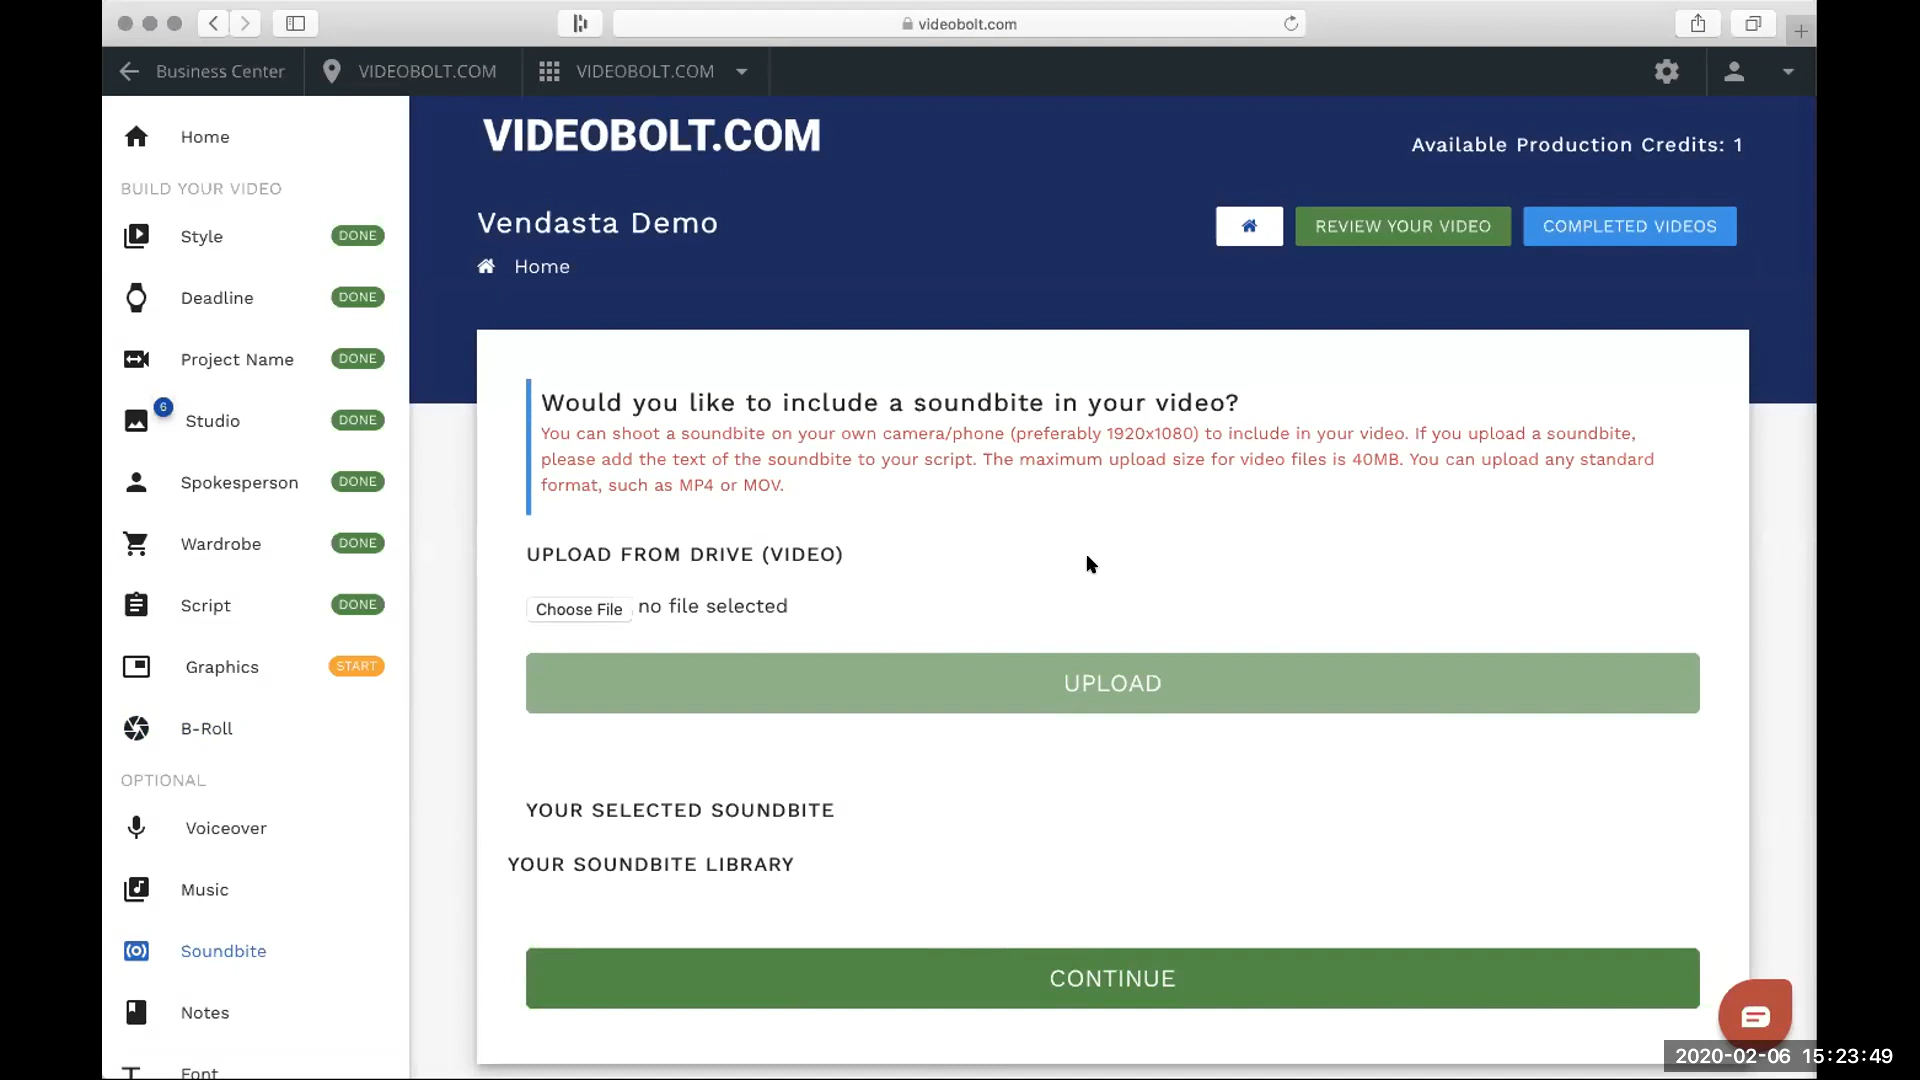 videobolt.com
Business Center
VIDEOBOLT.COM
VIDEOBOLT.COM
Home
BUILD YOUR VIDEO
Style DONE
Deadline DONE
Project Name DONE
6
Studio DONE
Spokesperson DONE
Wardrobe DONE
Script DONE
Graphics START
B-Roll
OPTIONAL
Voiceover
Music
Soundbite
Notes
Font
VIDEOBOLT.COM
Available Production Credits: 1
Vendasta Demo
REVIEW YOUR VIDEO
COMPLETED VIDEOS
Home
Would you like to include a soundbite in your video?
You can shoot a soundbite on your own camera/phone (preferably 1920x1080) to include in your video. If you upload a soundbite,
please add the text of the soundbite to your script. The maximum upload size for video files is 40MB. You can upload any standard
format, such as MP4 or MOV.
UPLOAD FROM DRIVE (VIDEO)
Choose File no file selected
UPLOAD
YOUR SELECTED SOUNDBITE
YOUR SOUNDBITE LIBRARY
CONTINUE
2020-02-06 15:23:49